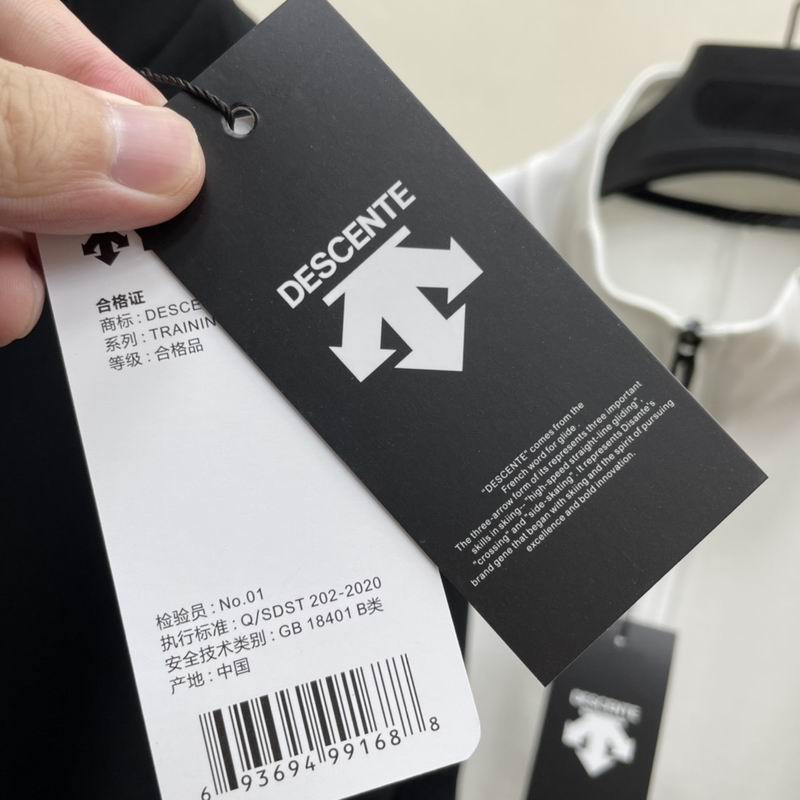 DESCENTE
"DESCENTE" comes from the
French word for glide.
The three-arrow form of its represents three important
skills in skiing-- "high-speed straight-line gliding",
"crossing" and "side-skating". It represents Disante's
brand gene that began with skiing and the spirit of pursuing
excellence and bold innovation.
合格证
商标：DESCE
系列：TRAININ
等级：合格品
检验员：No.01
执行标准：Q/SDST 202-2020
安全技术类别：GB 18401 B类
产地：中国
6 93694 99168 8
DESCENTE